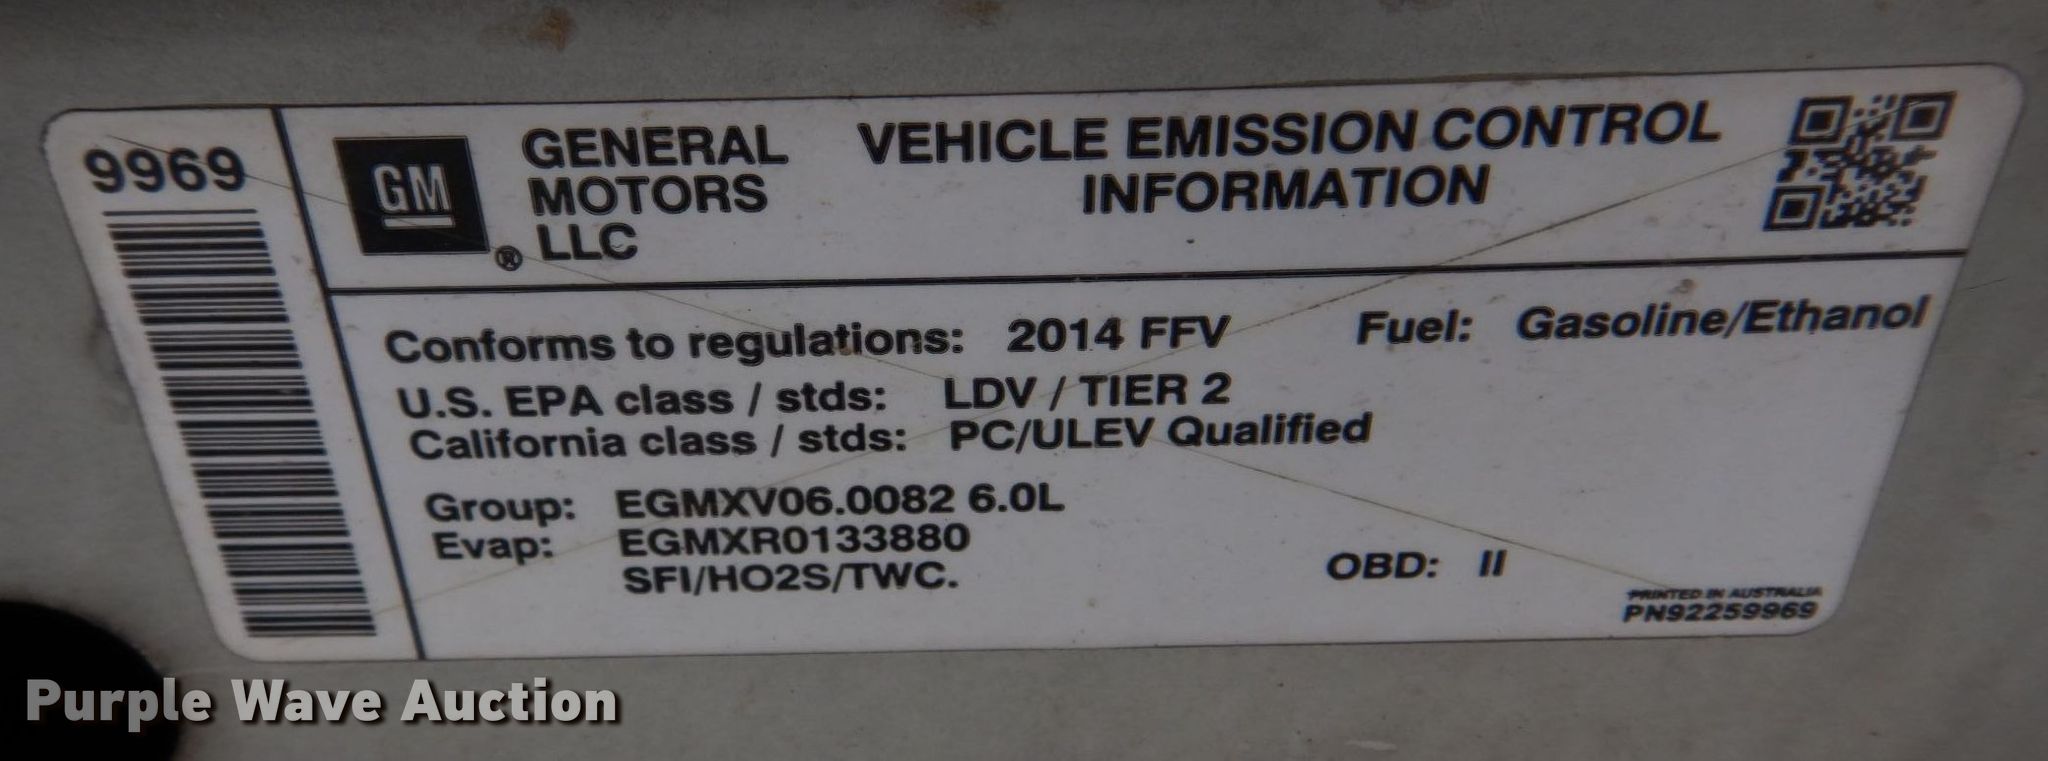 9969
GM
®
GENERAL
MOTORS
LLC
VEHICLE EMISSION CONTROL
INFORMATION
Conforms to regulations: 2014 FFV Fuel: Gasoline/Ethanol
U.S. EPA class / stds: LDV / TIER 2
California class / stds: PC/ULEV Qualified
Group: EGMXV06.0082 6.0L
Evap: EGMXR0133880
SFI/HO2S/TWC.
OBD: II
PRINTED IN AUSTRALIA
PN92259969
Purple Wave Auction